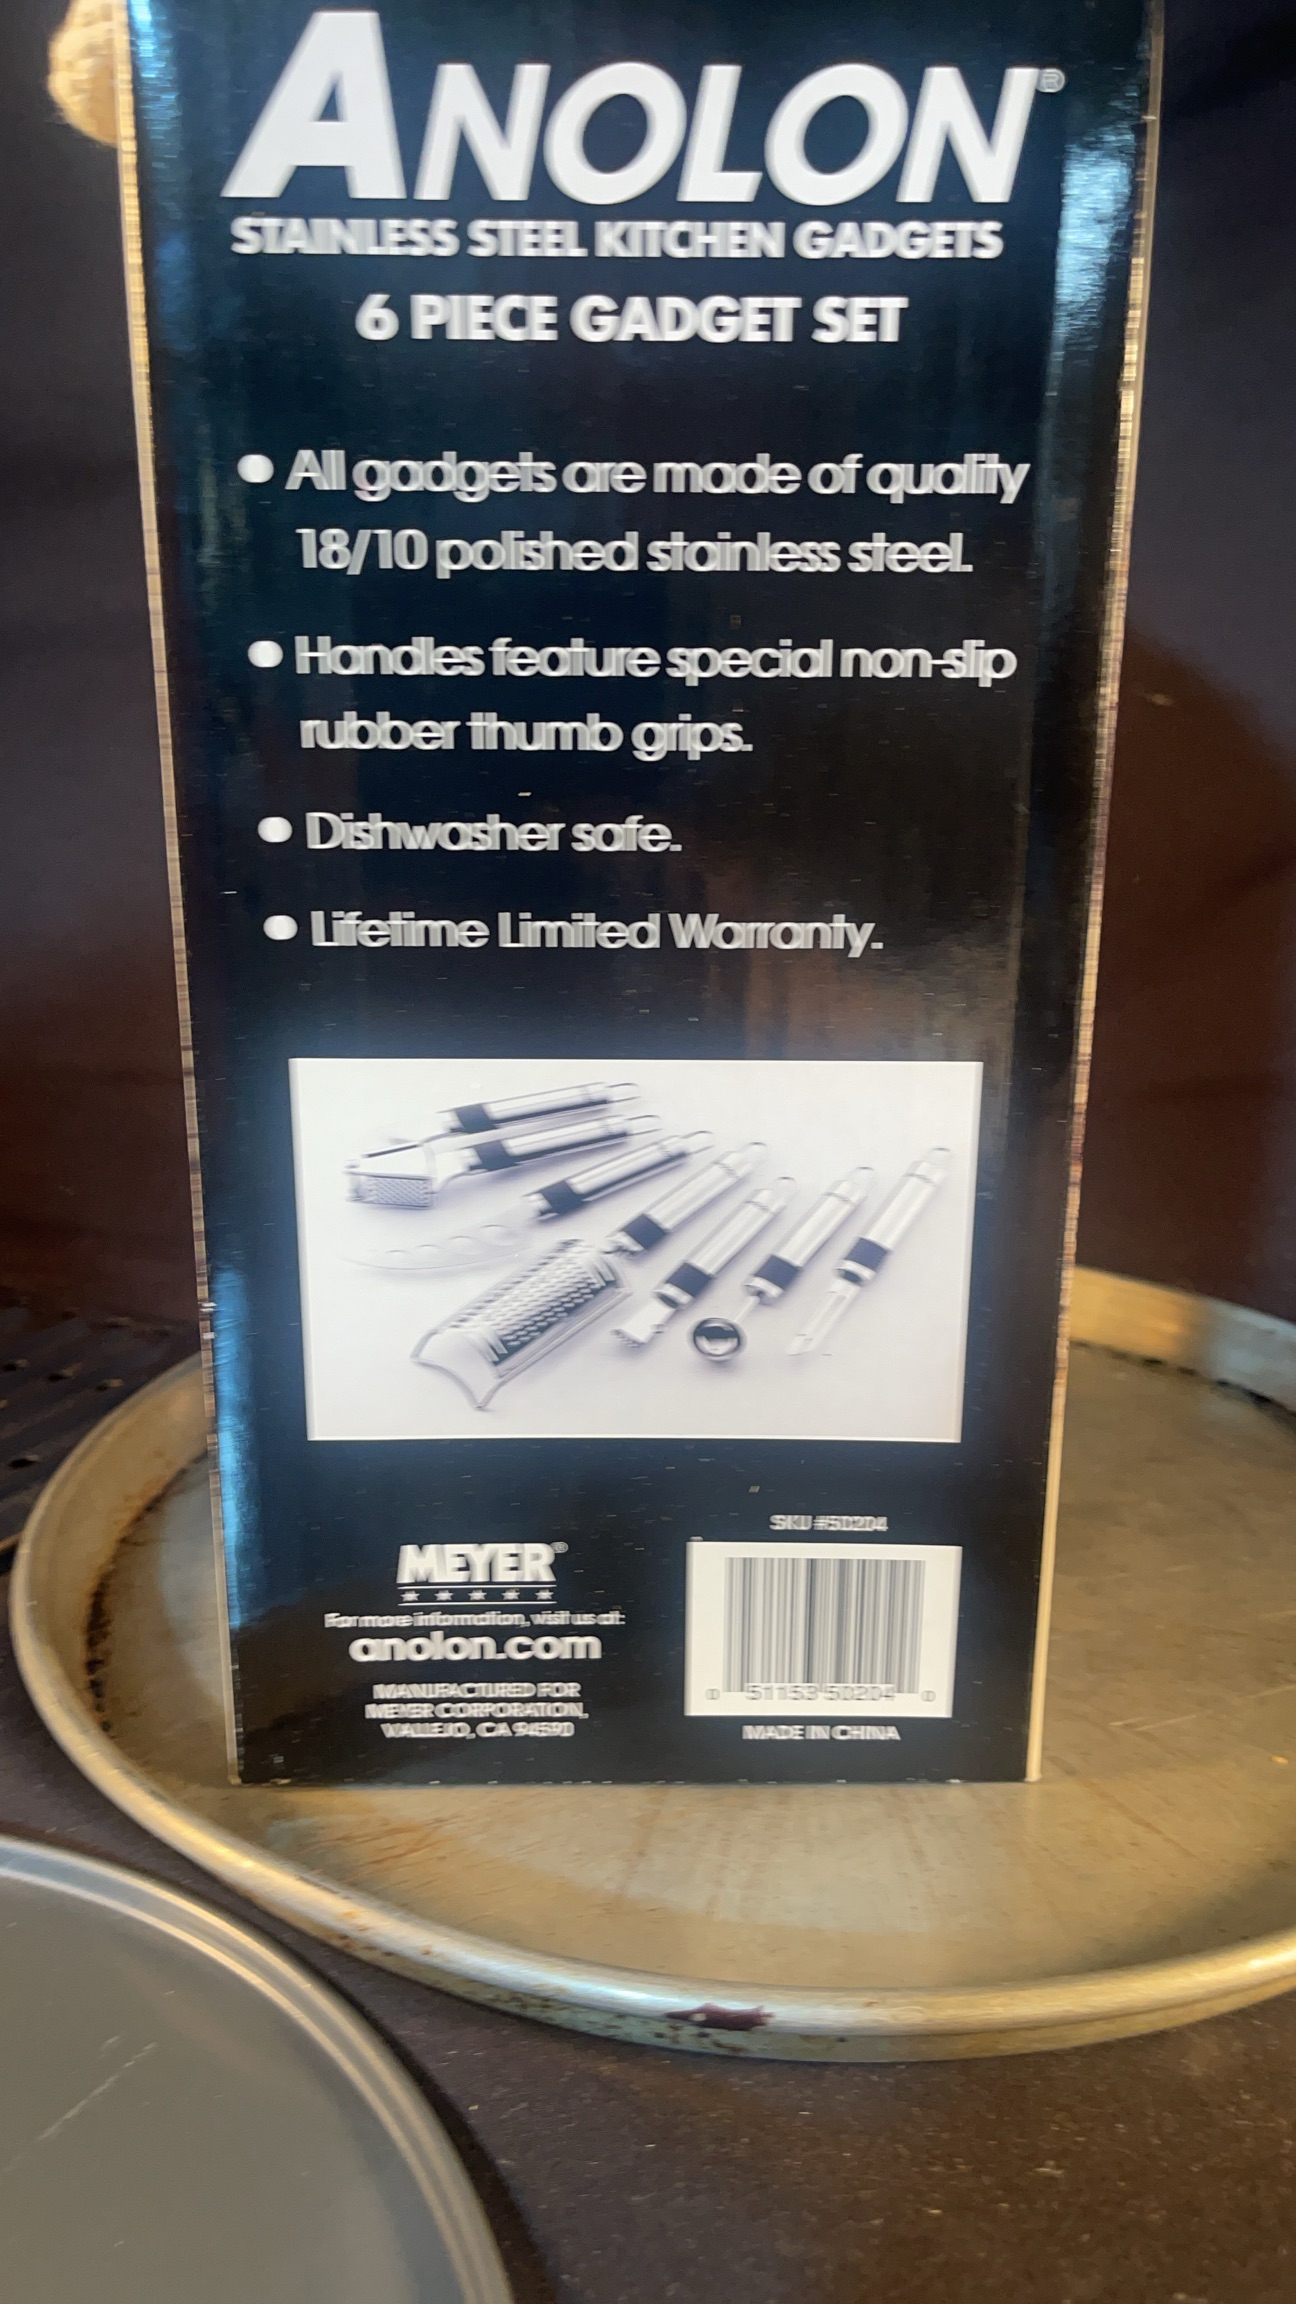 ANOLON®
STAINLESS STEEL KITCHEN GADGETS
6 PIECE GADGET SET
• All gadgets are made of quality
18/10 polished stainless steel.
• Handles feature special non-slip
rubber thumb grips.
• Dishwasher safe.
• Lifetime Limited Warranty.
SKU #50204
MEYER®
For more information, visit us at:
anolon.com
MANUFACTURED FOR
MEYER CORPORATION,
VALLEJO, CA 94590
0 51153 50204 0
MADE IN CHINA